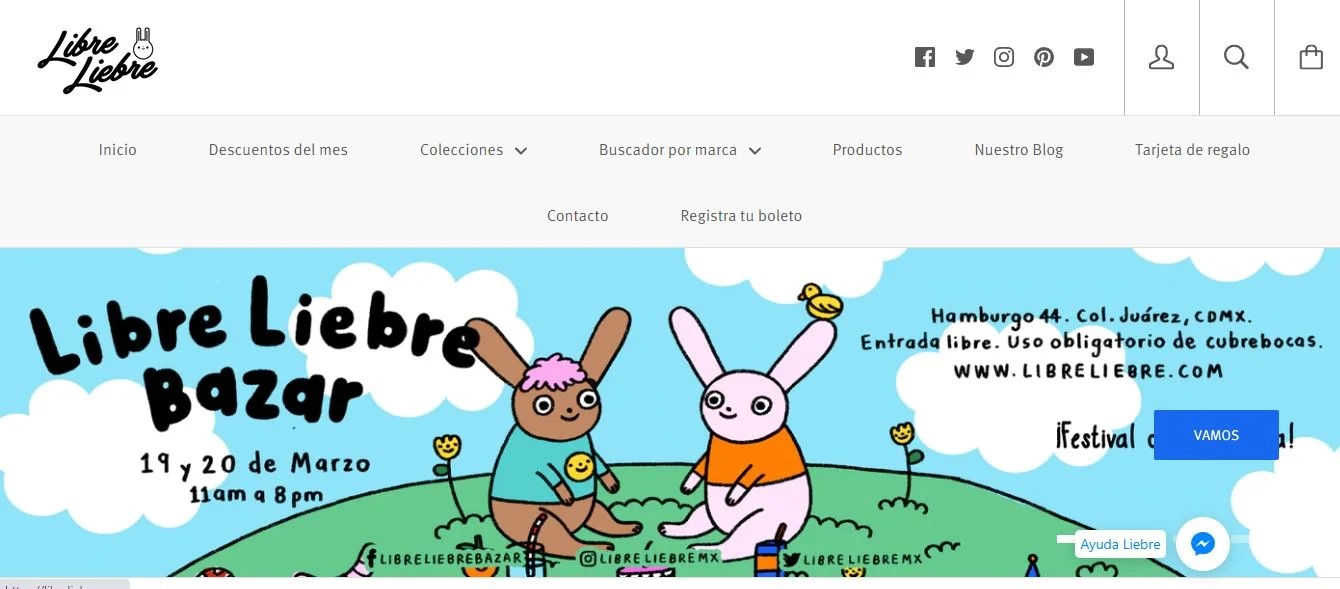 Libre
Liebre
Inicio
Descuentos del mes
Colecciones
Buscador por marca
Productos
Nuestro Blog
Tarjeta de regalo
Contacto
Registra tu boleto
Libre Liebre
Bazar
19 y 20 de Marzo
11am a 8pm
Hamburgo 44. Col. Juárez, CDMX.
Entrada libre. Uso obligatorio de cubrebocas.
WWW.LIBRELIEBRE.COM
¡Festival
VAMOS
Ayuda Liebre
LIBRELIEBREBAZAR
LIBRELIEBREMX
LIBRELIEBREMX